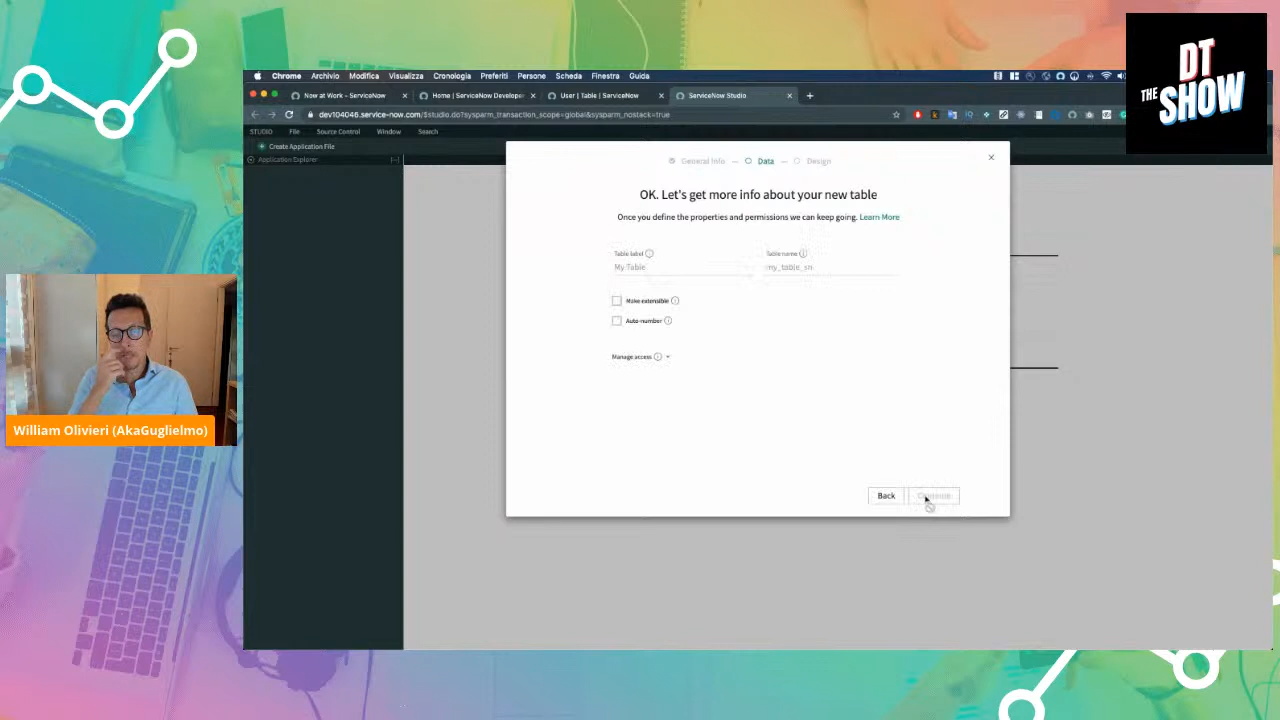 DT
THE SHOW
Chrome Archivio Modifica Visualizza Cronologia Preferiti Persone Scheda Finestra Guida
Now at Work - ServiceNow × Home | ServiceNow Develope × User | Table | ServiceNow × ServiceNow Studio × +
dev104046.service-now.com/$studio.do?sysparm_transaction_scope=global&sysparm_nostack=true
STUDIO File Source Control Window Search
Create Application File
Application Explorer
General Info Data Design
OK. Let's get more info about your new table
Once you define the properties and permissions we can keep going. Learn More
Table label Table name
My Table my_table_sn
Make extensible
Auto-number
Manage access
Back Continue
William Olivieri (AkaGuglielmo)